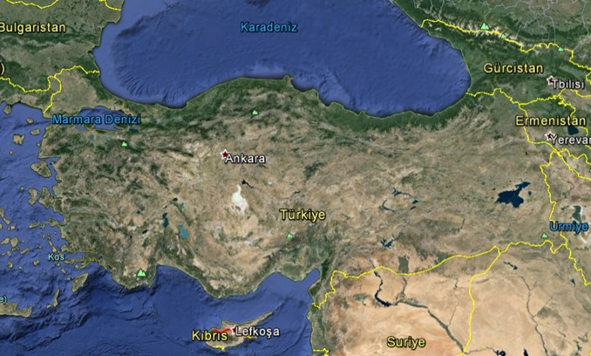 Bulgaristan
Karadeniz
Gürcistan
Tbilisi
Marmara Denizi
Ermenistan
Yerevan
Ankara
Türkiye
Urmiye
Kos
Kıbrıs
Lefkoşa
Suriye